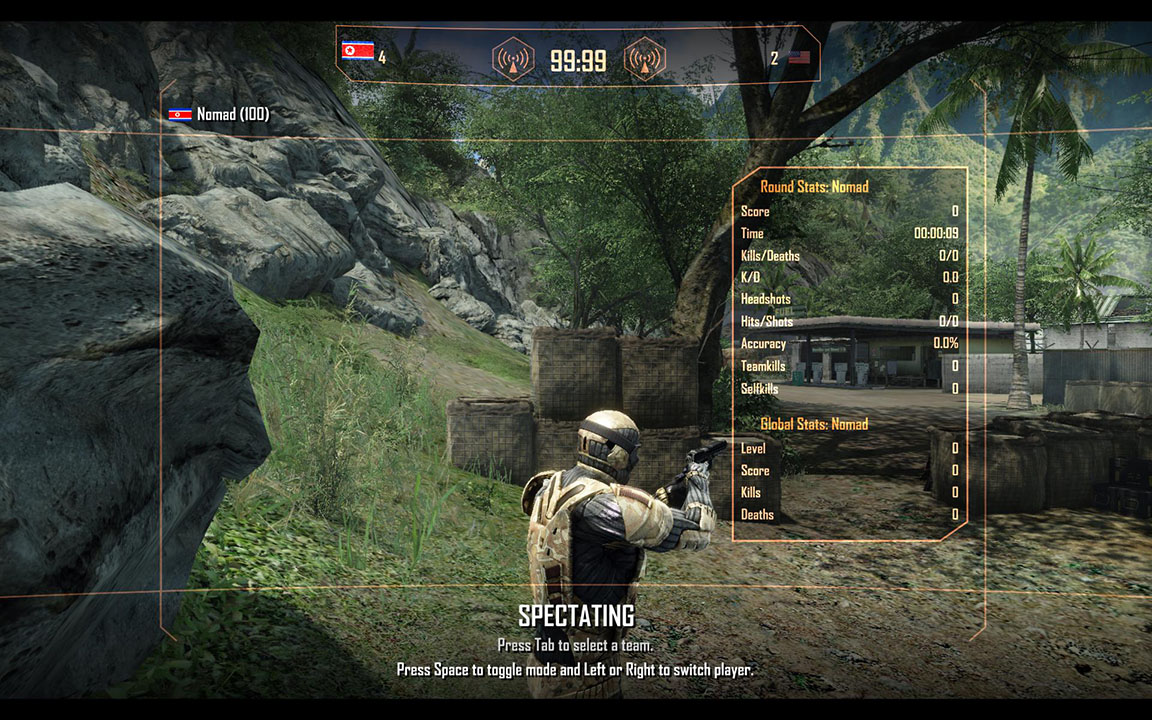 4
99:99
2
Nomad (100)
Round Stats: Nomad
Score 0
Time 00:00:09
Kills/Deaths 0/0
K/D 0.0
Headshots 0
Hits/Shots 0/0
Accuracy 0.0%
Teamkills 0
Selfkills 0
Global Stats: Nomad
Level 0
Score 0
Kills 0
Deaths 0
SPECTATING
Press Tab to select a team.
Press Space to toggle mode and Left or Right to switch player.